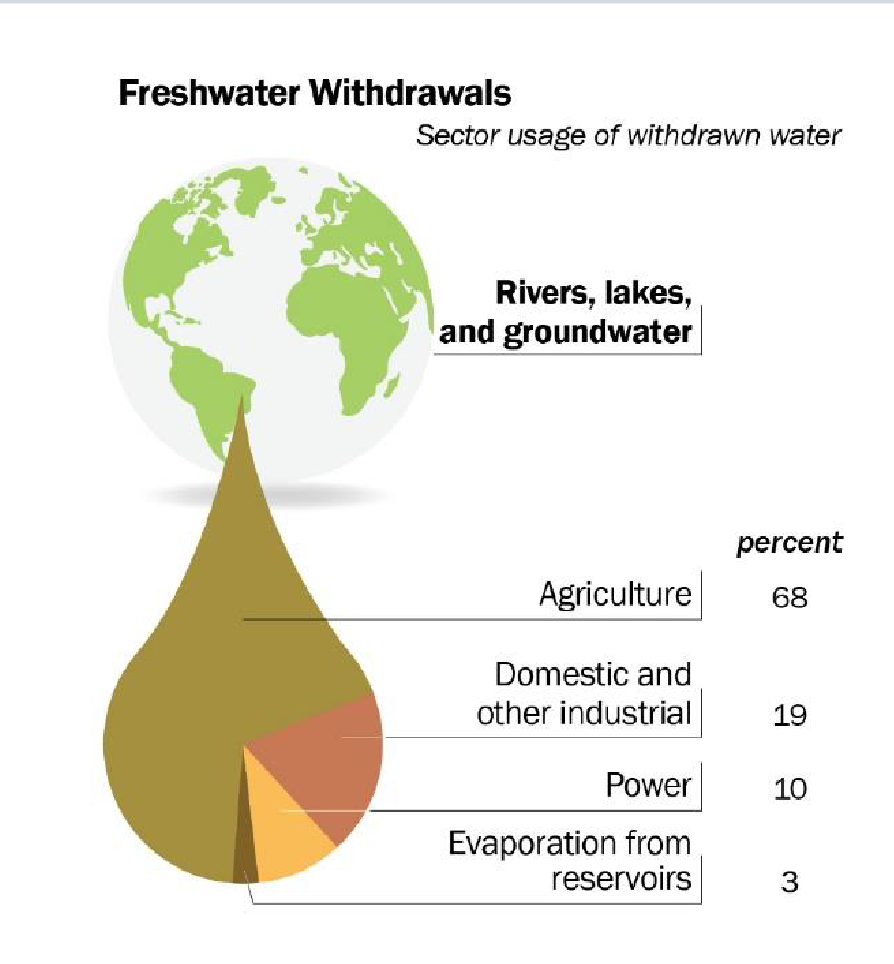 Freshwater Withdrawals
Sector usage of withdrawn water
Rivers, lakes,
and groundwater
percent
Agriculture 68
Domestic and
other industrial 19
Power 10
Evaporation from
reservoirs 3